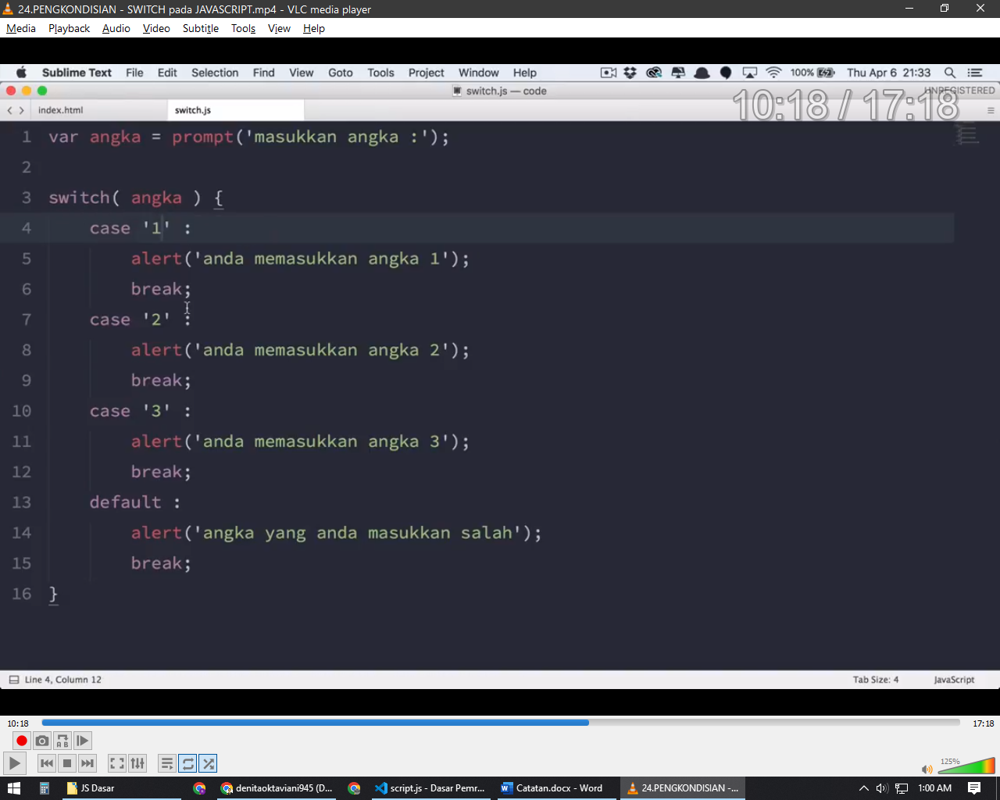 24.PENGKONDISIAN - SWITCH pada JAVASCRIPT.mp4 - VLC media player
Media Playback Audio Video Subtitle Tools View Help
Sublime Text File Edit Selection Find View Goto Tools Project Window Help 100% Thu Apr 6 21:33
switch.js — code UNREGISTERED
10:18 / 17:18
index.html switch.js
1 var angka = prompt('masukkan angka :');
2
3 switch( angka ) {
4 case '1' :
5 alert('anda memasukkan angka 1');
6 break;
7 case '2' :
8 alert('anda memasukkan angka 2');
9 break;
10 case '3' :
11 alert('anda memasukkan angka 3');
12 break;
13 default :
14 alert('angka yang anda masukkan salah');
15 break;
16 }
Line 4, Column 12 Tab Size: 4 JavaScript
10:18 17:18
A B
125%
JS Dasar denitaoktaviani945 (D... script.js - Dasar Pemr... Catatan.docx - Word 24.PENGKONDISIAN -... 1:00 AM